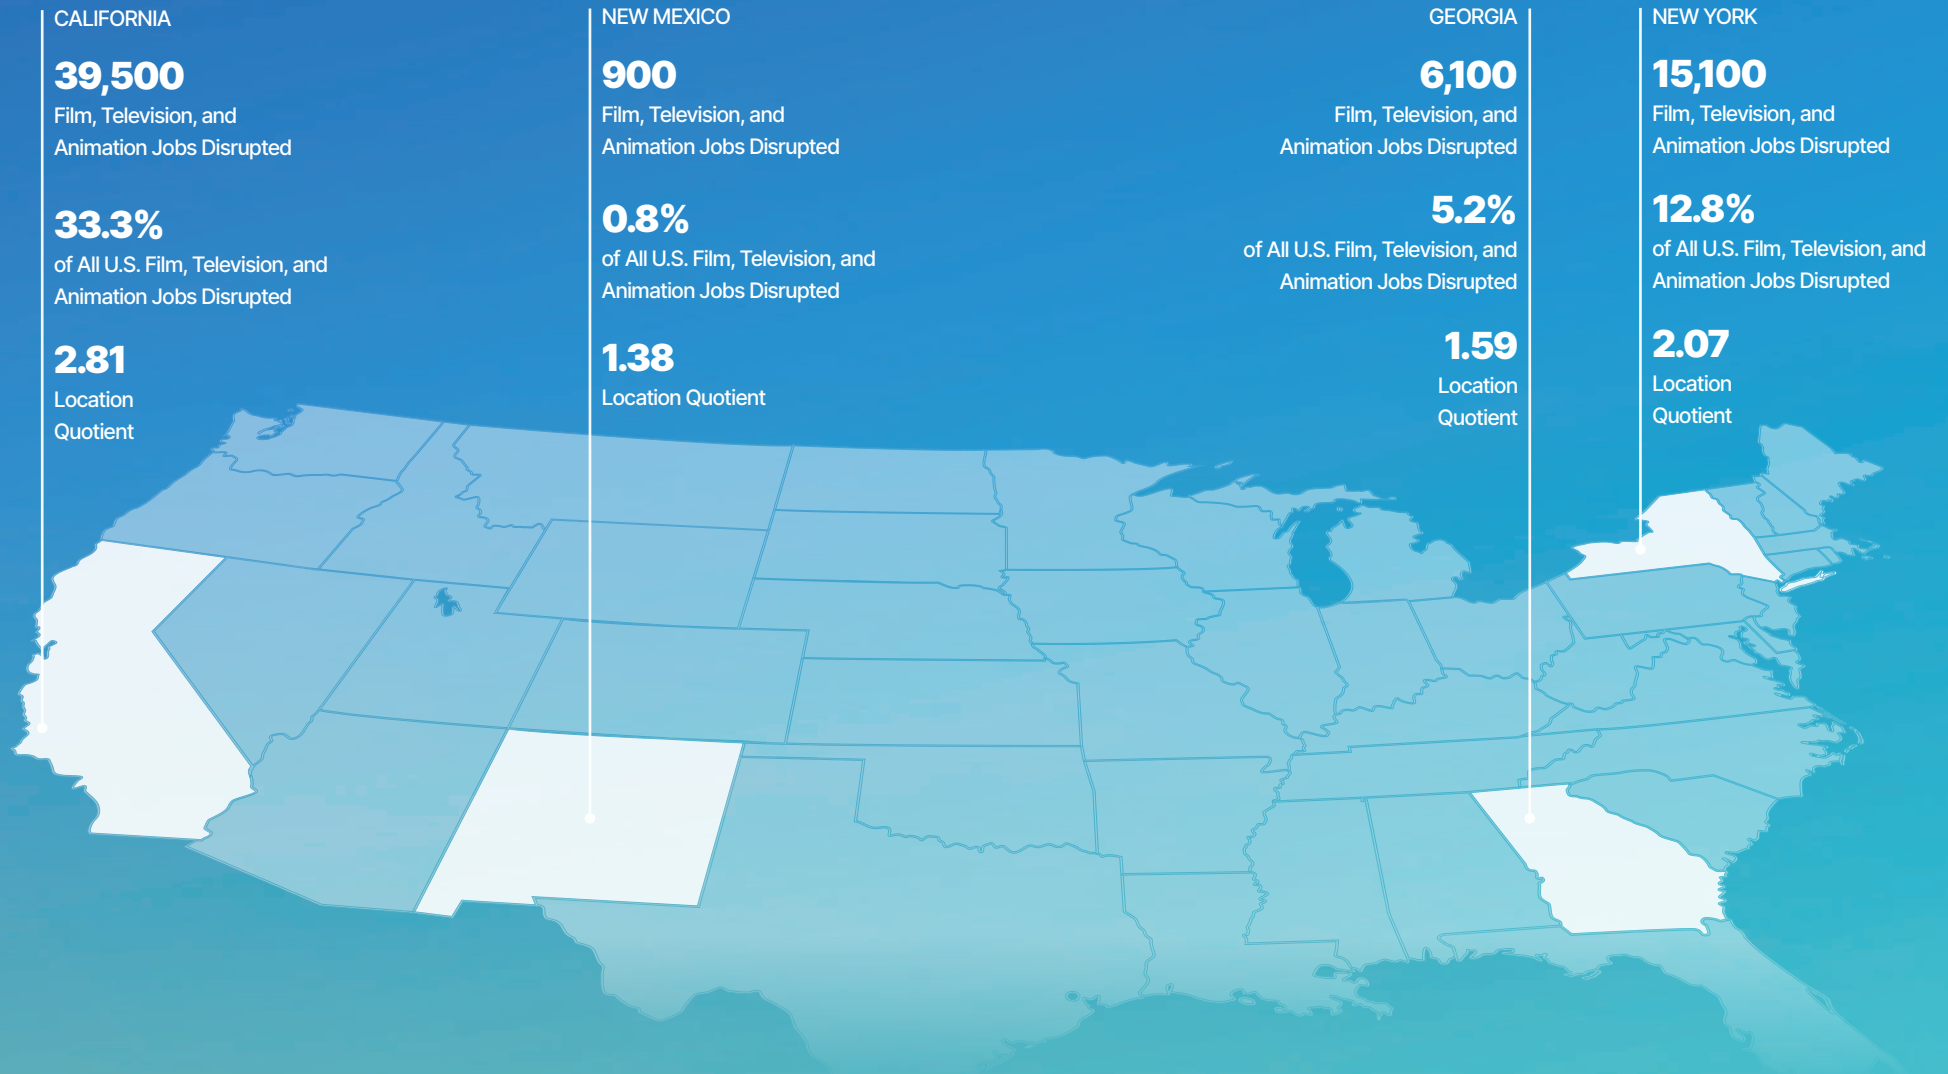 CALIFORNIA
39,500
Film, Television, and
Animation Jobs Disrupted
33.3%
of All U.S. Film, Television, and
Animation Jobs Disrupted
2.81
Location
Quotient
NEW MEXICO
900
Film, Television, and
Animation Jobs Disrupted
0.8%
of All U.S. Film, Television, and
Animation Jobs Disrupted
1.38
Location Quotient
GEORGIA
6,100
Film, Television, and
Animation Jobs Disrupted
5.2%
of All U.S. Film, Television, and
Animation Jobs Disrupted
1.59
Location
Quotient
NEW YORK
15,100
Film, Television, and
Animation Jobs Disrupted
12.8%
of All U.S. Film, Television, and
Animation Jobs Disrupted
2.07
Location
Quotient